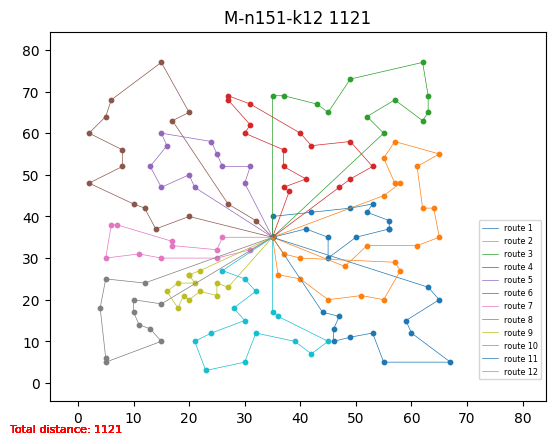 M-n151-k12 1121
80
70
60
50
40
30
20
10
0
0 10 20 30 40 50 60 70 80
route 1
route 2
route 3
route 4
route 5
route 6
route 7
route 8
route 9
route 10
route 11
route 12
Total distance: 1121